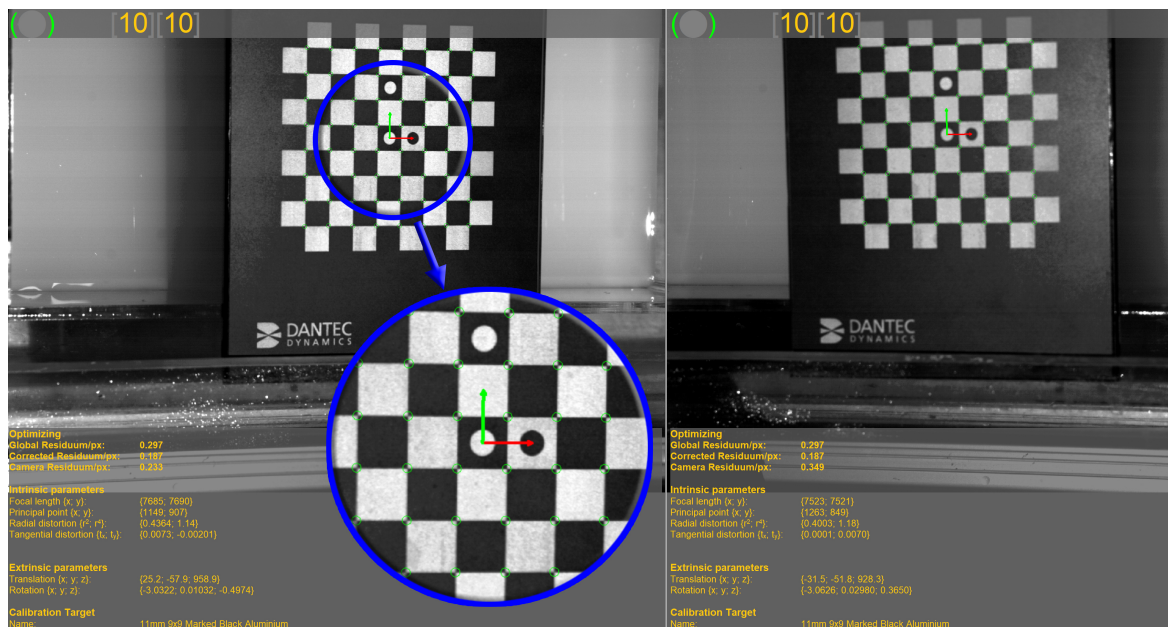 ( ) [10][10]
DANTEC
DYNAMICS
Optimizing
Global Residuum/px: 0.297
Corrected Residuum/px: 0.187
Camera Residuum/px: 0.233
Intrinsic parameters
Focal length {x; y}: {7685; 7690}
Principal point {x; y}: {1149; 907}
Radial distortion {r²; r⁴}: {0.4364; 1.14}
Tangential distortion {tₓ; tᵧ}: {0.0073; -0.00201}
Extrinsic parameters
Translation {x; y; z}: {25.2; -57.9; 958.9}
Rotation {x; y; z}: {-3.0322; 0.01032; -0.4974}
Calibration Target
Name: 11mm 9x9 Marked Black Aluminium
( ) [10][10]
DANTEC
DYNAMICS
Optimizing
Global Residuum/px: 0.297
Corrected Residuum/px: 0.187
Camera Residuum/px: 0.349
Intrinsic parameters
Focal length {x; y}: {7523; 7521}
Principal point {x; y}: {1263; 849}
Radial distortion {r²; r⁴}: {0.4003; 1.18}
Tangential distortion {tₓ; tᵧ}: {0.0001; 0.0070}
Extrinsic parameters
Translation {x; y; z}: {-31.5; -51.8; 928.3}
Rotation {x; y; z}: {-3.0626; 0.02980; 0.3650}
Calibration Target
Name: 11mm 9x9 Marked Black Aluminium